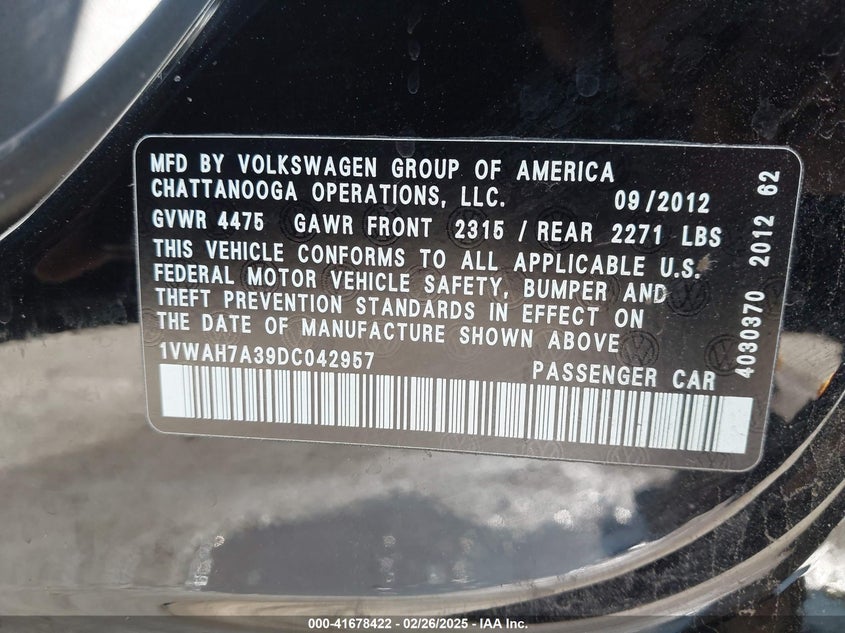 MFD BY VOLKSWAGEN GROUP OF AMERICA
CHATTANOOGA OPERATIONS, LLC. 09/2012
GVWR 4475 GAWR FRONT 2315 / REAR 2271 LBS
THIS VEHICLE CONFORMS TO ALL APPLICABLE U.S.
FEDERAL MOTOR VEHICLE SAFETY, BUMPER AND
THEFT PREVENTION STANDARDS IN EFFECT ON
THE DATE OF MANUFACTURE SHOWN ABOVE
1VWAH7A39DC042957 PASSENGER CAR
4030370 2012 62
000-41678422 - 02/26/2025 - IAA Inc.